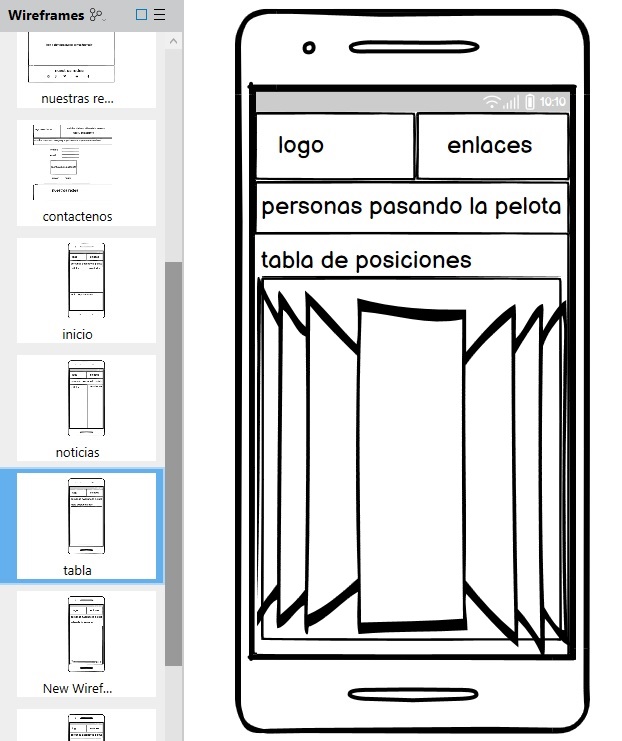 Wireframes
nuestras re...
contactenos
inicio
noticias
tabla
New Wiref...
10:10
logo
enlaces
personas pasando la pelota
tabla de posiciones